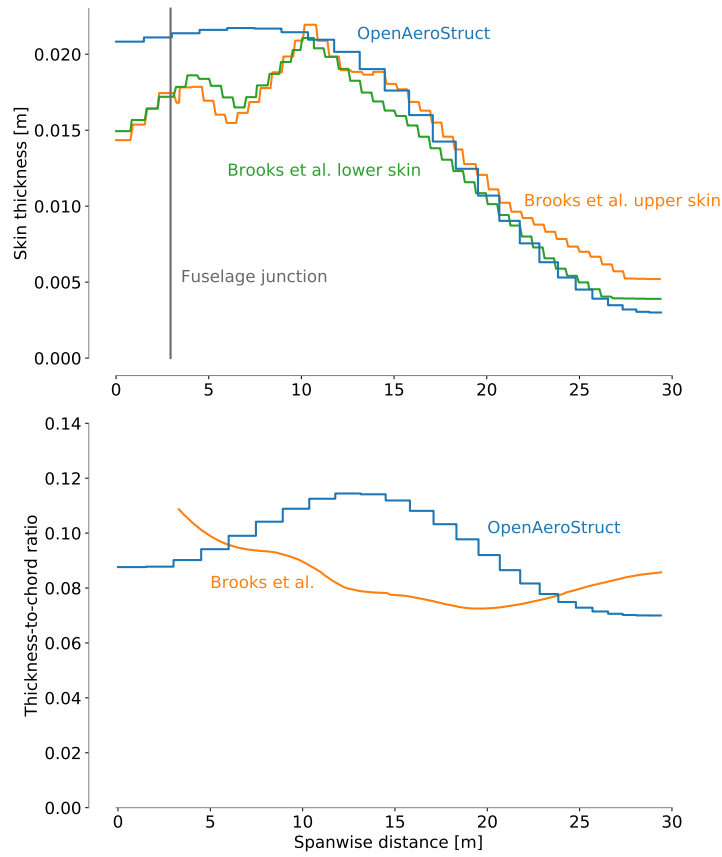 0.020
0.015
0.010
0.005
0.000
Skin thickness [m]
OpenAeroStruct
Brooks et al. lower skin
Brooks et al. upper skin
Fuselage junction
0 5 10 15 20 25 30
0.14
0.12
0.10
0.08
0.06
0.04
0.02
0.00
Thickness-to-chord ratio
OpenAeroStruct
Brooks et al.
0 5 10 15 20 25 30
Spanwise distance [m]